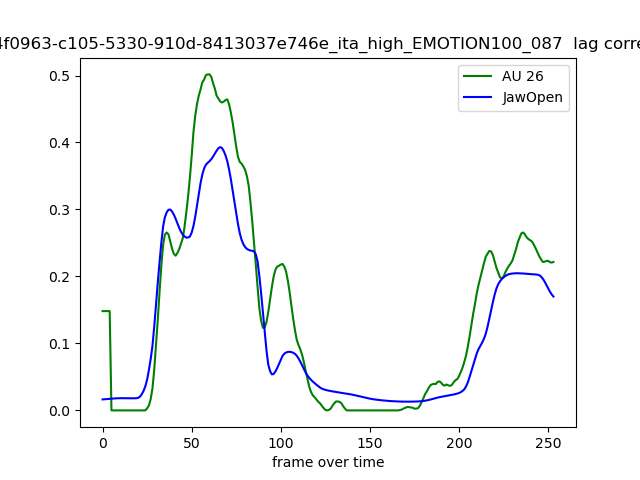 4f0963-c105-5330-910d-8413037e746e_ita_high_EMOTION100_087 lag corre
AU 26
JawOpen
0.5
0.4
0.3
0.2
0.1
0.0
0 50 100 150 200 250
frame over time